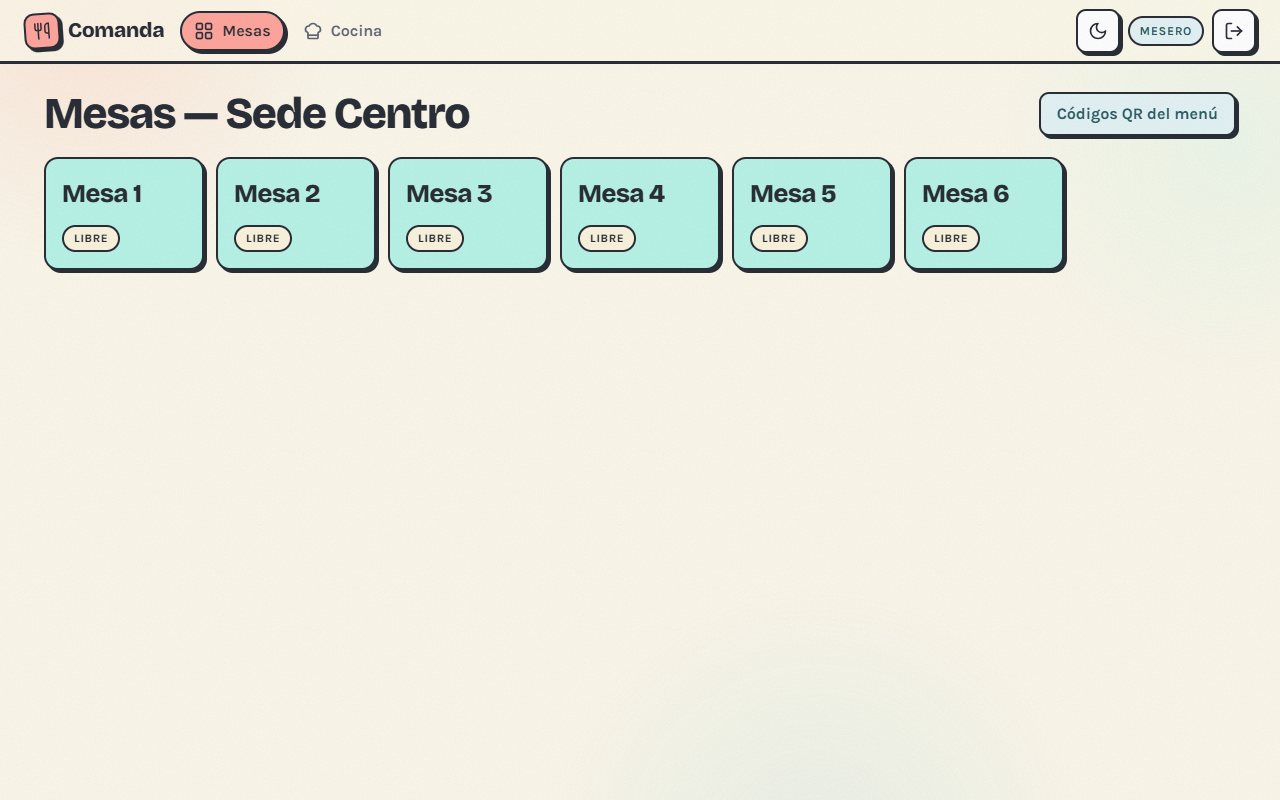 Comanda
Mesas
Cocina
MESERO
Mesas — Sede Centro
Códigos QR del menú
Mesa 1
LIBRE
Mesa 2
LIBRE
Mesa 3
LIBRE
Mesa 4
LIBRE
Mesa 5
LIBRE
Mesa 6
LIBRE